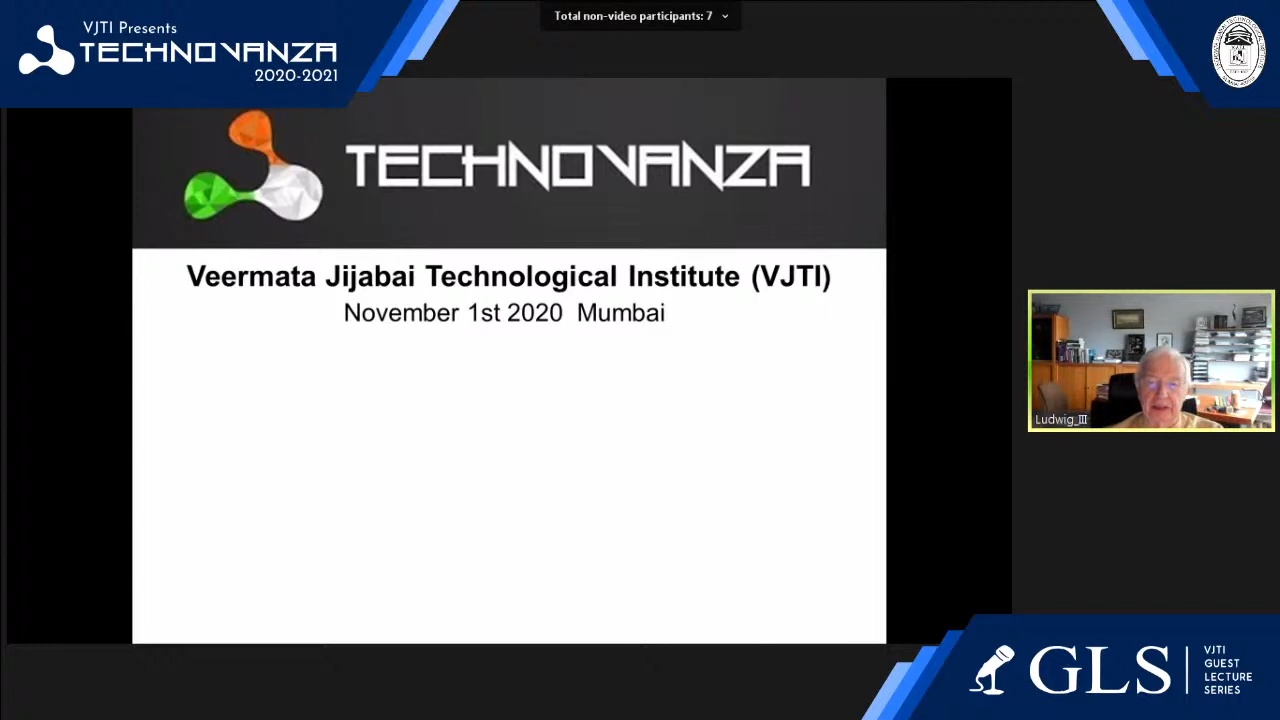 Total non-video participants: 7
VJTI Presents
TECHNOVANZA
2020-2021
TECHNOVANZA
Veermata Jijabai Technological Institute (VJTI)
November 1st 2020 Mumbai
Ludwig_III
GLS
VJTI
GUEST
LECTURE
SERIES